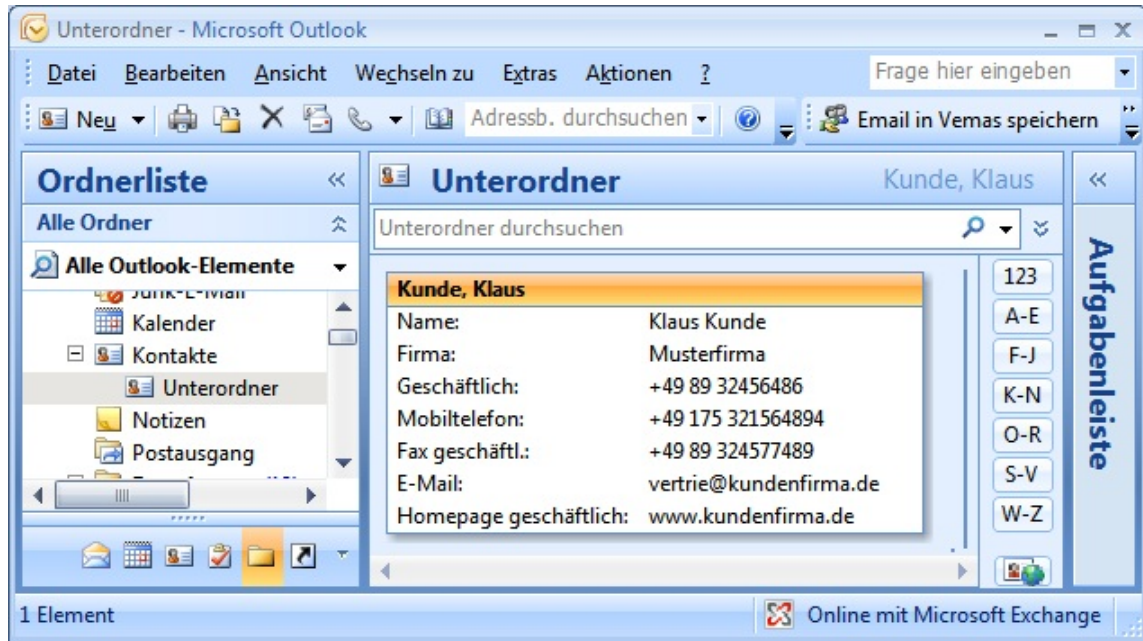 Unterordner - Microsoft Outlook
Datei Bearbeiten Ansicht Wechseln zu Extras Aktionen ? Frage hier eingeben
Neu Adressb. durchsuchen Email in Vemas speichern
Ordnerliste
Alle Ordner
Alle Outlook-Elemente
Junk-E-Mail
Kalender
Kontakte
Unterordner
Notizen
Postausgang
Unterordner Kunde, Klaus
Unterordner durchsuchen
Kunde, Klaus
Name: Klaus Kunde
Firma: Musterfirma
Geschäftlich: +49 89 32456486
Mobiltelefon: +49 175 321564894
Fax geschäftl.: +49 89 324577489
E-Mail: vertrie@kundenfirma.de
Homepage geschäftlich: www.kundenfirma.de
123
A-E
F-J
K-N
O-R
S-V
W-Z
Aufgabenleiste
1 Element Online mit Microsoft Exchange